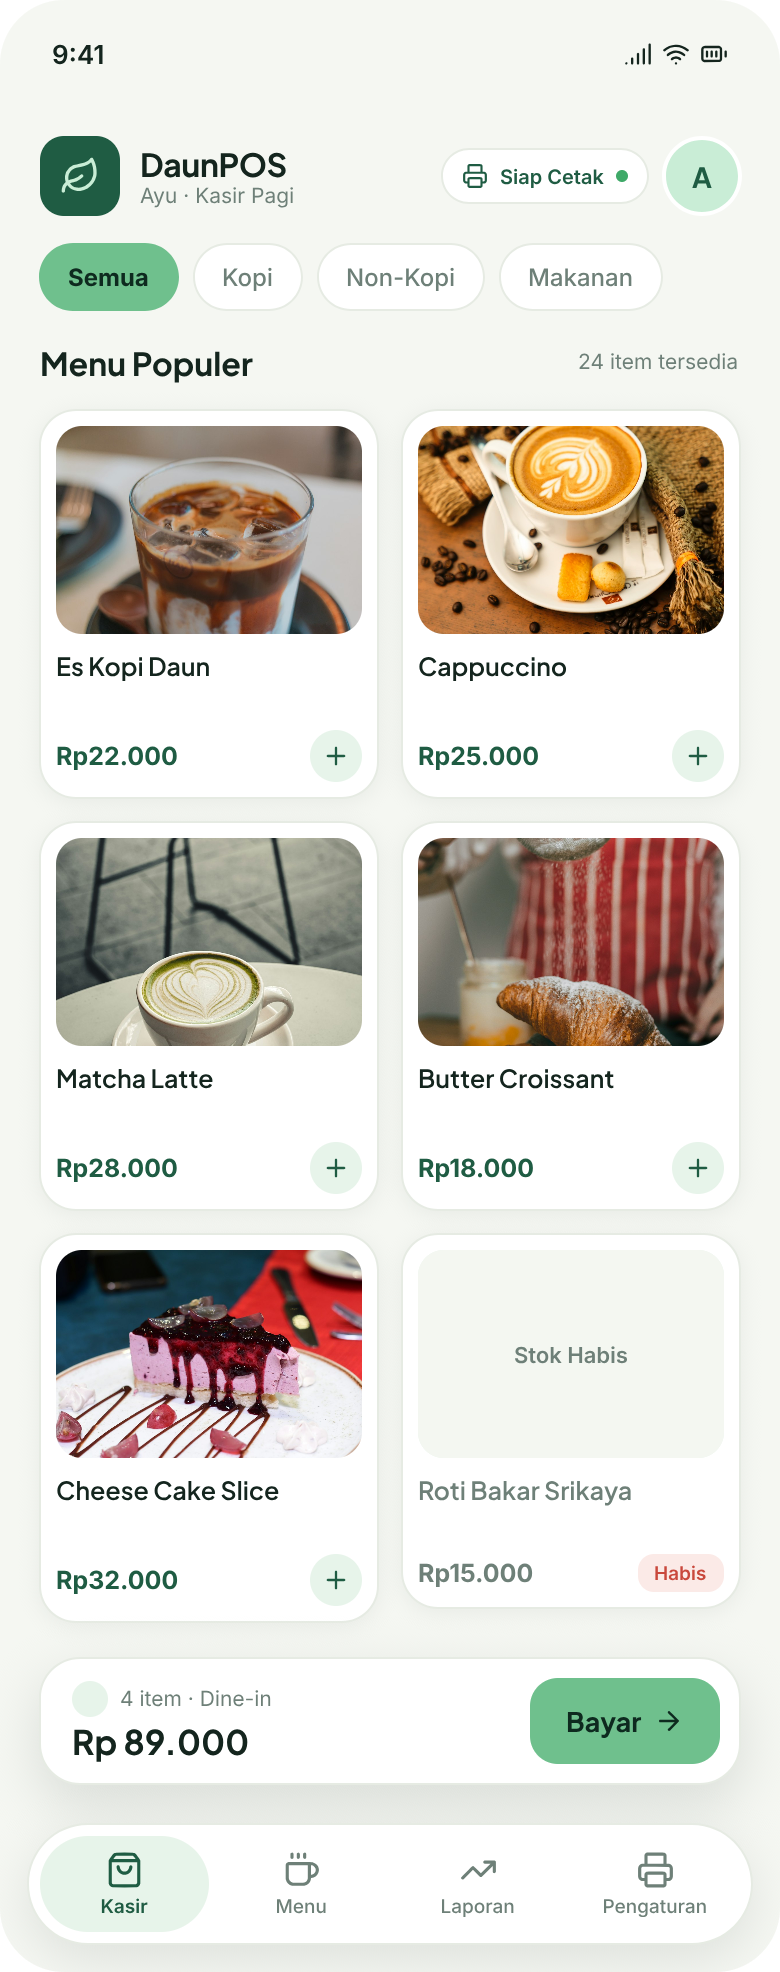 9:41
DaunPOS
Ayu · Kasir Pagi
Siap Cetak
A
Semua
Kopi
Non-Kopi
Makanan
Menu Populer
24 item tersedia
Es Kopi Daun
Cappuccino
Rp22.000
Rp25.000
Matcha Latte
Butter Croissant
Rp28.000
Rp18.000
Stok Habis
Cheese Cake Slice
Roti Bakar Srikaya
Rp32.000
Rp15.000
Habis
4 item · Dine-in
Rp 89.000
Bayar
Kasir
Menu
Laporan
Pengaturan